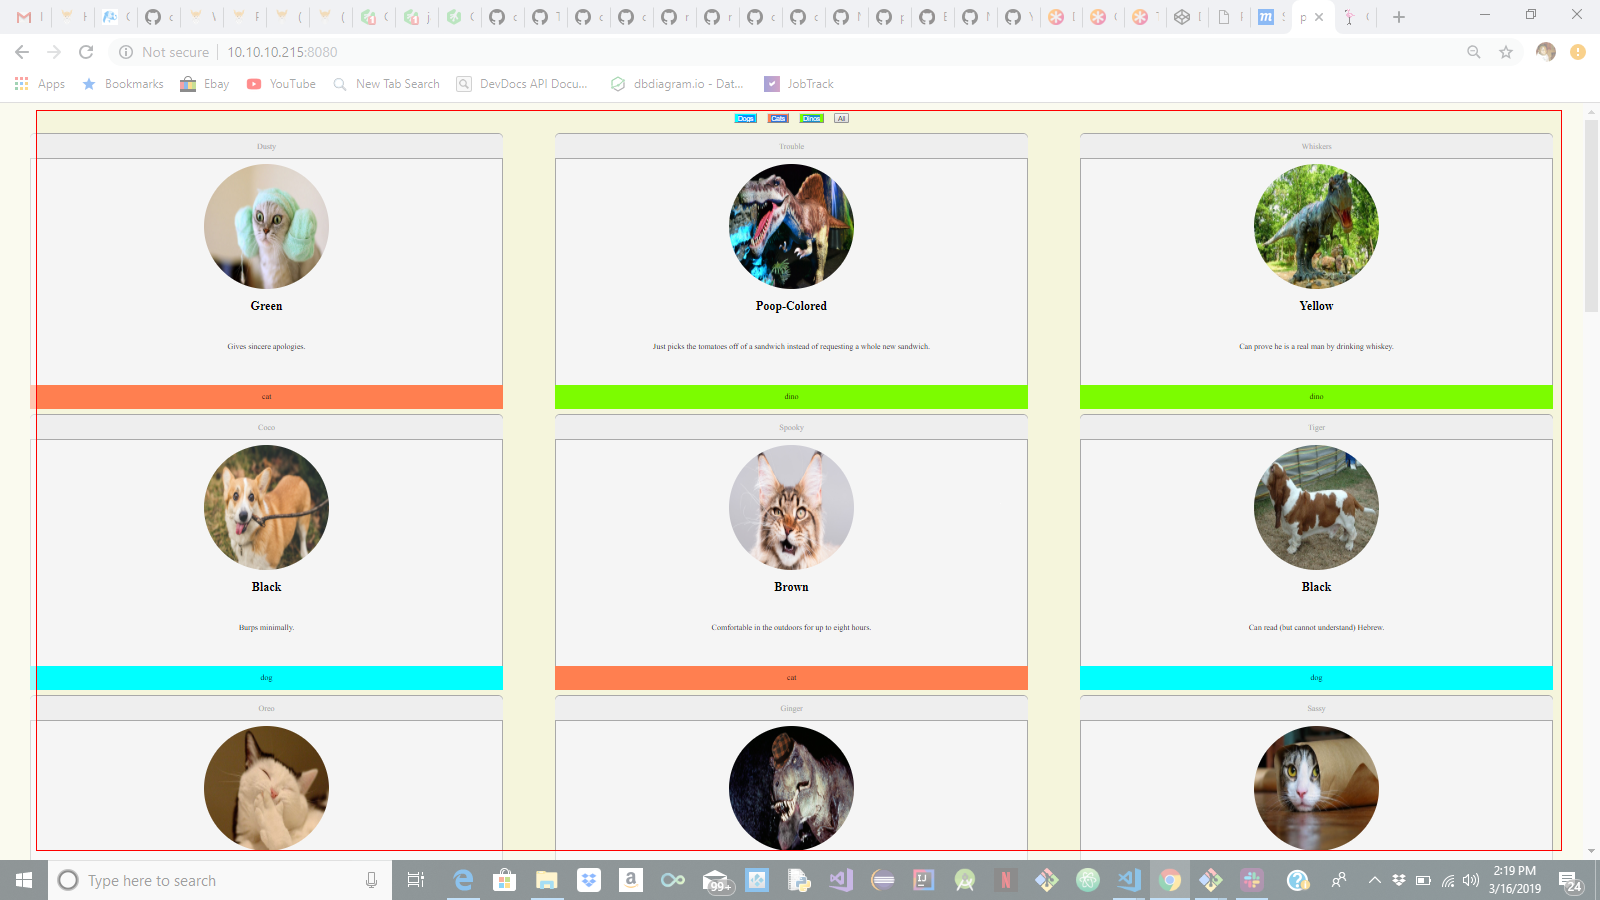 Not secure
10.10.10.215:8080
Apps
Bookmarks
Ebay
YouTube
New Tab Search
DevDocs API Docu...
dbdiagram.io - Dat...
JobTrack
Dogs
Cats
Dinos
All
Dusty
Trouble
Whiskers
Green
Poop-Colored
Yellow
Gives sincere apologies.
Just picks the tomatoes off of a sandwich instead of requesting a whole new sandwich.
Can prove he is a real man by drinking whiskey.
cat
dino
dino
Coco
Spooky
Tiger
Black
Brown
Black
Burps minimally.
Comfortable in the outdoors for up to eight hours.
Can read (but cannot understand) Hebrew.
dog
cat
dog
Oreo
Ginger
Sassy
Type here to search
99+
2:19 PM
3/16/2019
24